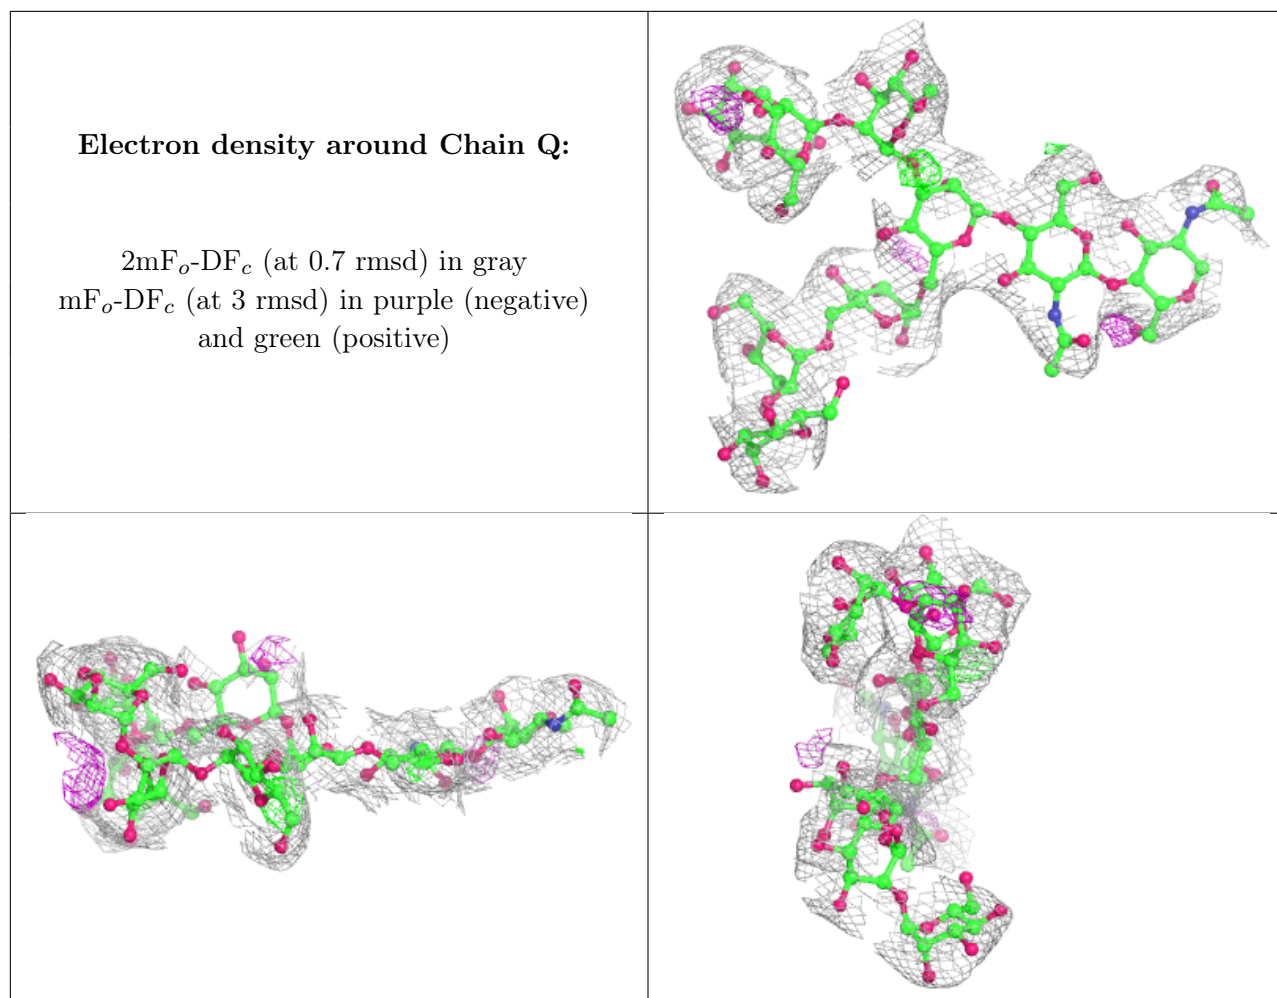 Electron density around Chain Q:
2mFo-DFc (at 0.7 rmsd) in gray
mFo-DFc (at 3 rmsd) in purple (negative)
and green (positive)